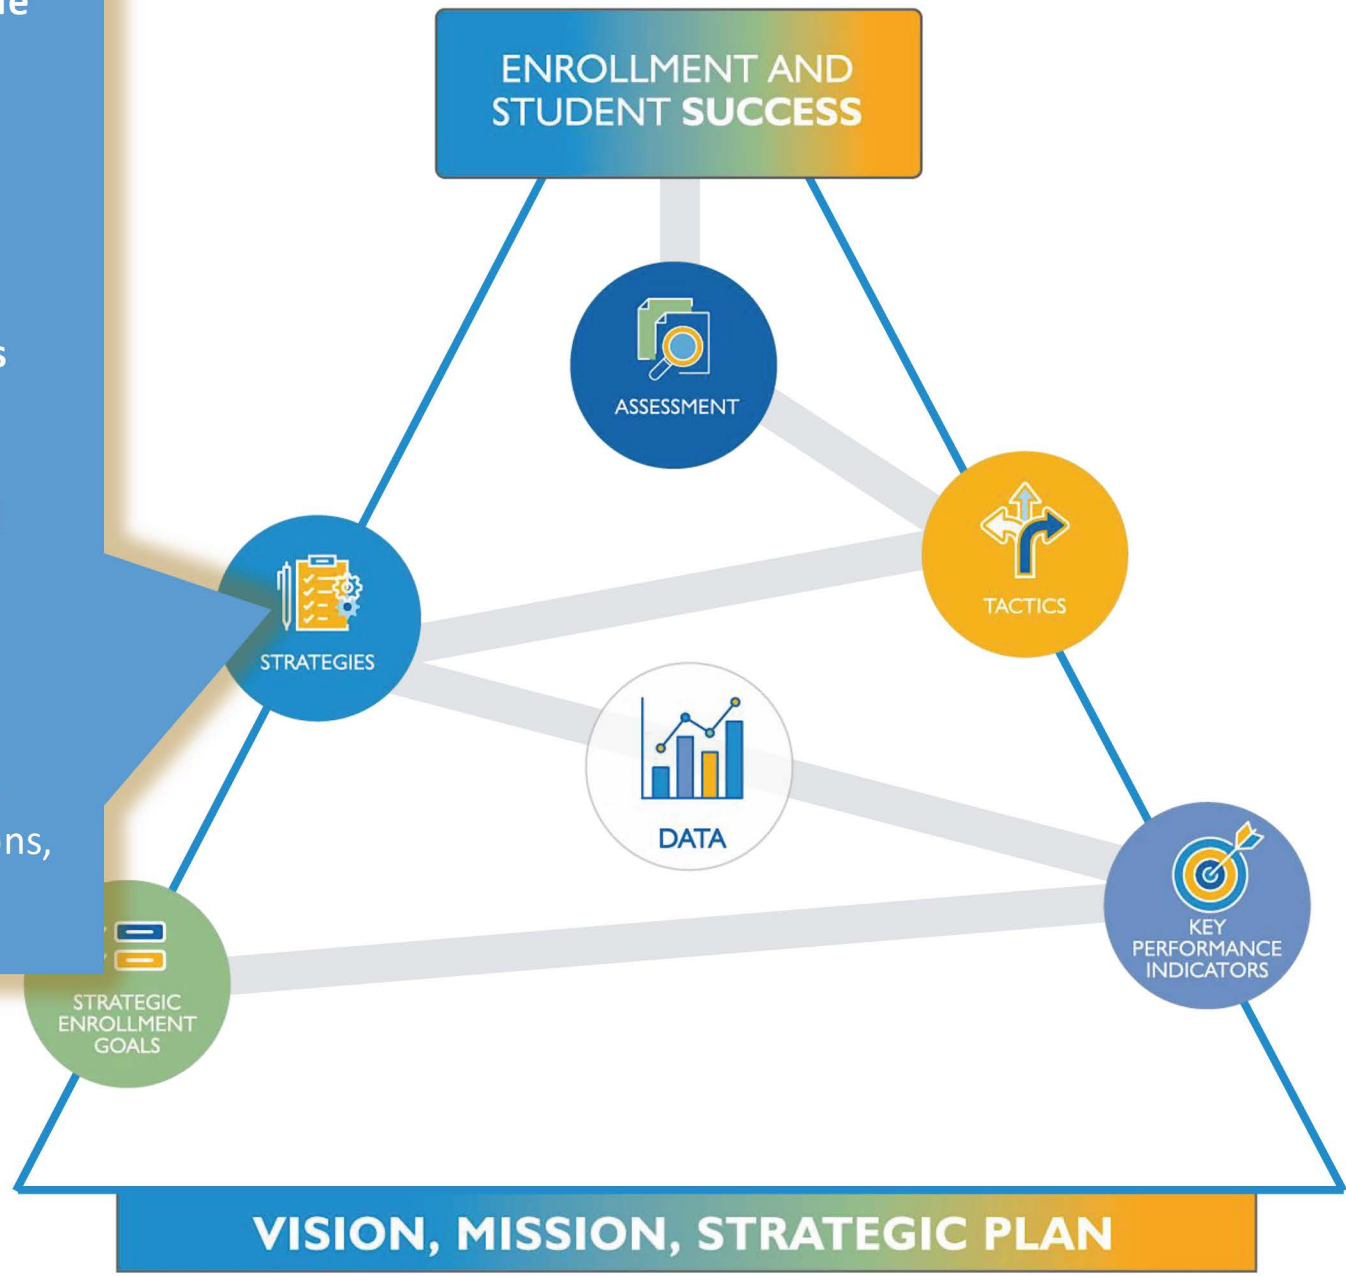 ENROLLMENT AND
STUDENT SUCCESS
ASSESSMENT
TACTICS
STRATEGIES
DATA
KEY
PERFORMANCE
INDICATORS
STRATEGIC
ENROLLMENT
GOALS
VISION, MISSION, STRATEGIC PLAN